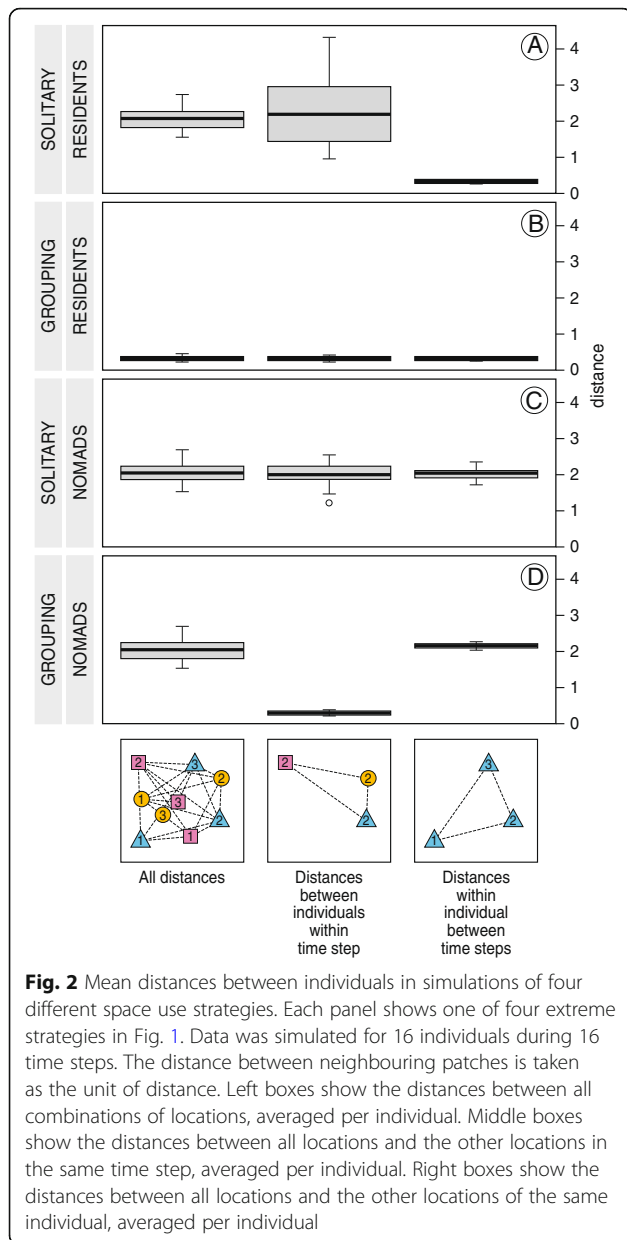 SOLITARY
RESIDENTS
A
4
3
2
1
0
GROUPING
RESIDENTS
B
4
3
2
1
0
distance
SOLITARY
NOMADS
C
4
3
2
1
0
GROUPING
NOMADS
D
4
3
2
1
0
2
3
2
1
3
3
2
1
1
2
2
2
3
2
1
All distances
Distances
between
individuals
within
time step
Distances
within
individual
between
time steps
Fig. 2 Mean distances between individuals in simulations of four
different space use strategies. Each panel shows one of four extreme
strategies in Fig. 1. Data was simulated for 16 individuals during 16
time steps. The distance between neighbouring patches is taken
as the unit of distance. Left boxes show the distances between all
combinations of locations, averaged per individual. Middle boxes
show the distances between all locations and the other locations in
the same time step, averaged per individual. Right boxes show the
distances between all locations and the other locations of the same
individual, averaged per individual